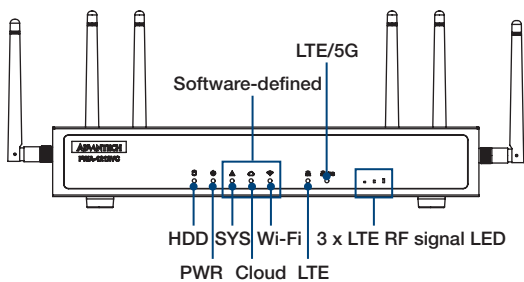 LTE/5G
Software-defined
ADVANTECH
HDD SYS Wi-Fi 3 x LTE RF signal LED
PWR Cloud LTE